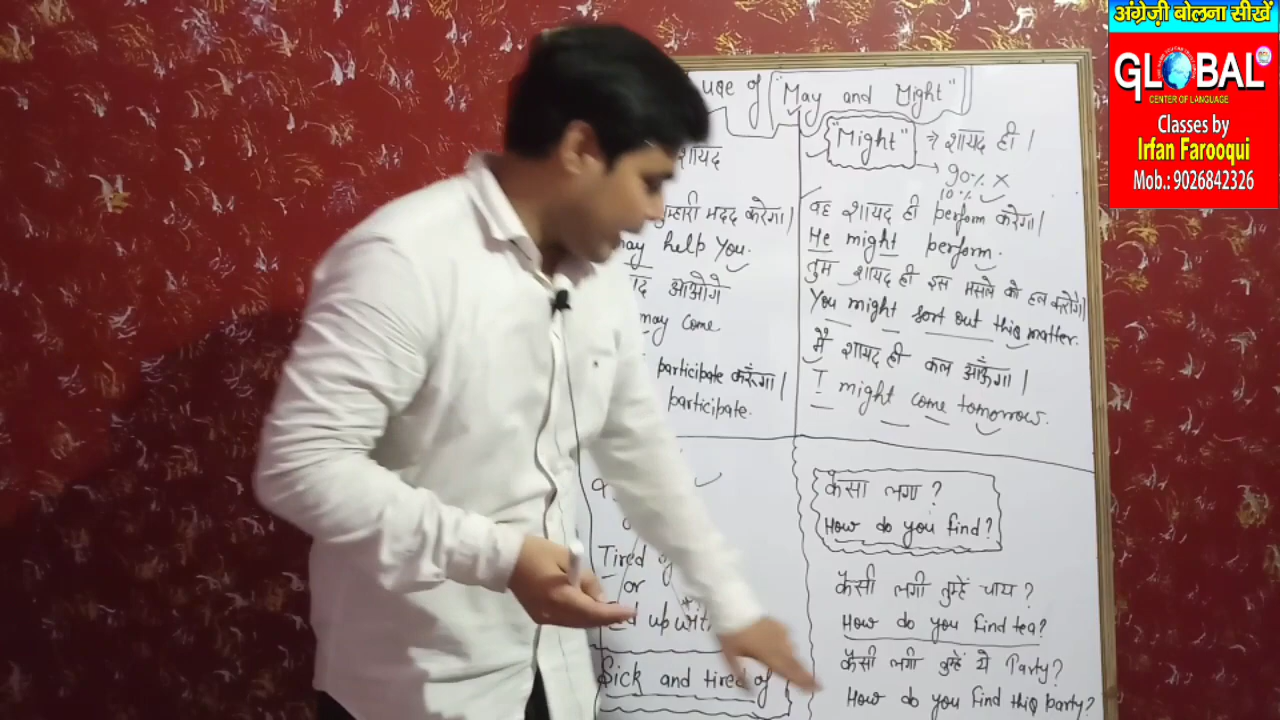 use of "May and Might"
शायद
तुम्हारी मदद करेगा।
may help you.
आओगे
may come
participate करूँगा।
participate.
"Might" → शायद ही।
→ 90% X
10% ✓
वह शायद ही perform करेगा।
He might perform.
तुम शायद ही इस मसले को हल करोगे।
You might sort out this matter.
मैं शायद ही कल आऊँगा।
I might come tomorrow.
Tired of
or
up with
Sick and tired of
कैसा लगा ?
How do you find?
कैसी लगी तुम्हें चाय ?
How do you find tea?
कैसी लगी तुम्हें ये Party?
How do you find this party?
अंग्रेज़ी बोलना सीखें
GLOBAL
CENTER OF LANGUAGE
Classes by
Irfan Farooqui
Mob.: 9026842326